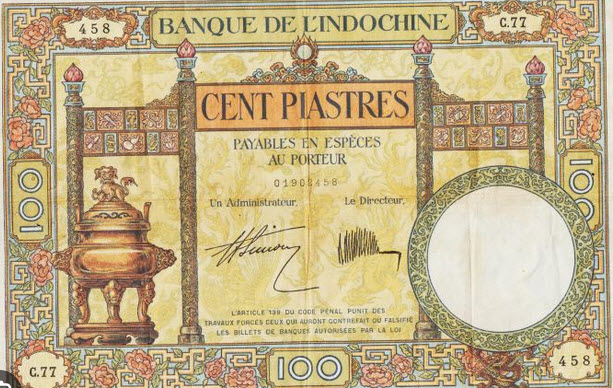 BANQUE DE L'INDOCHINE
458
C.77
CENT PIASTRES
PAYABLES EN ESPÈCES
AU PORTEUR
01903458
Un Administrateur,
Le Directeur,
100
100
L'ARTICLE 139 DU CODE PÉNAL PUNIT DES
TRAVAUX FORCÉS CEUX QUI AURONT CONTREFAIT OU FALSIFIÉ
LES BILLETS DE BANQUES AUTORISÉES PAR LA LOI
C.77
100
458